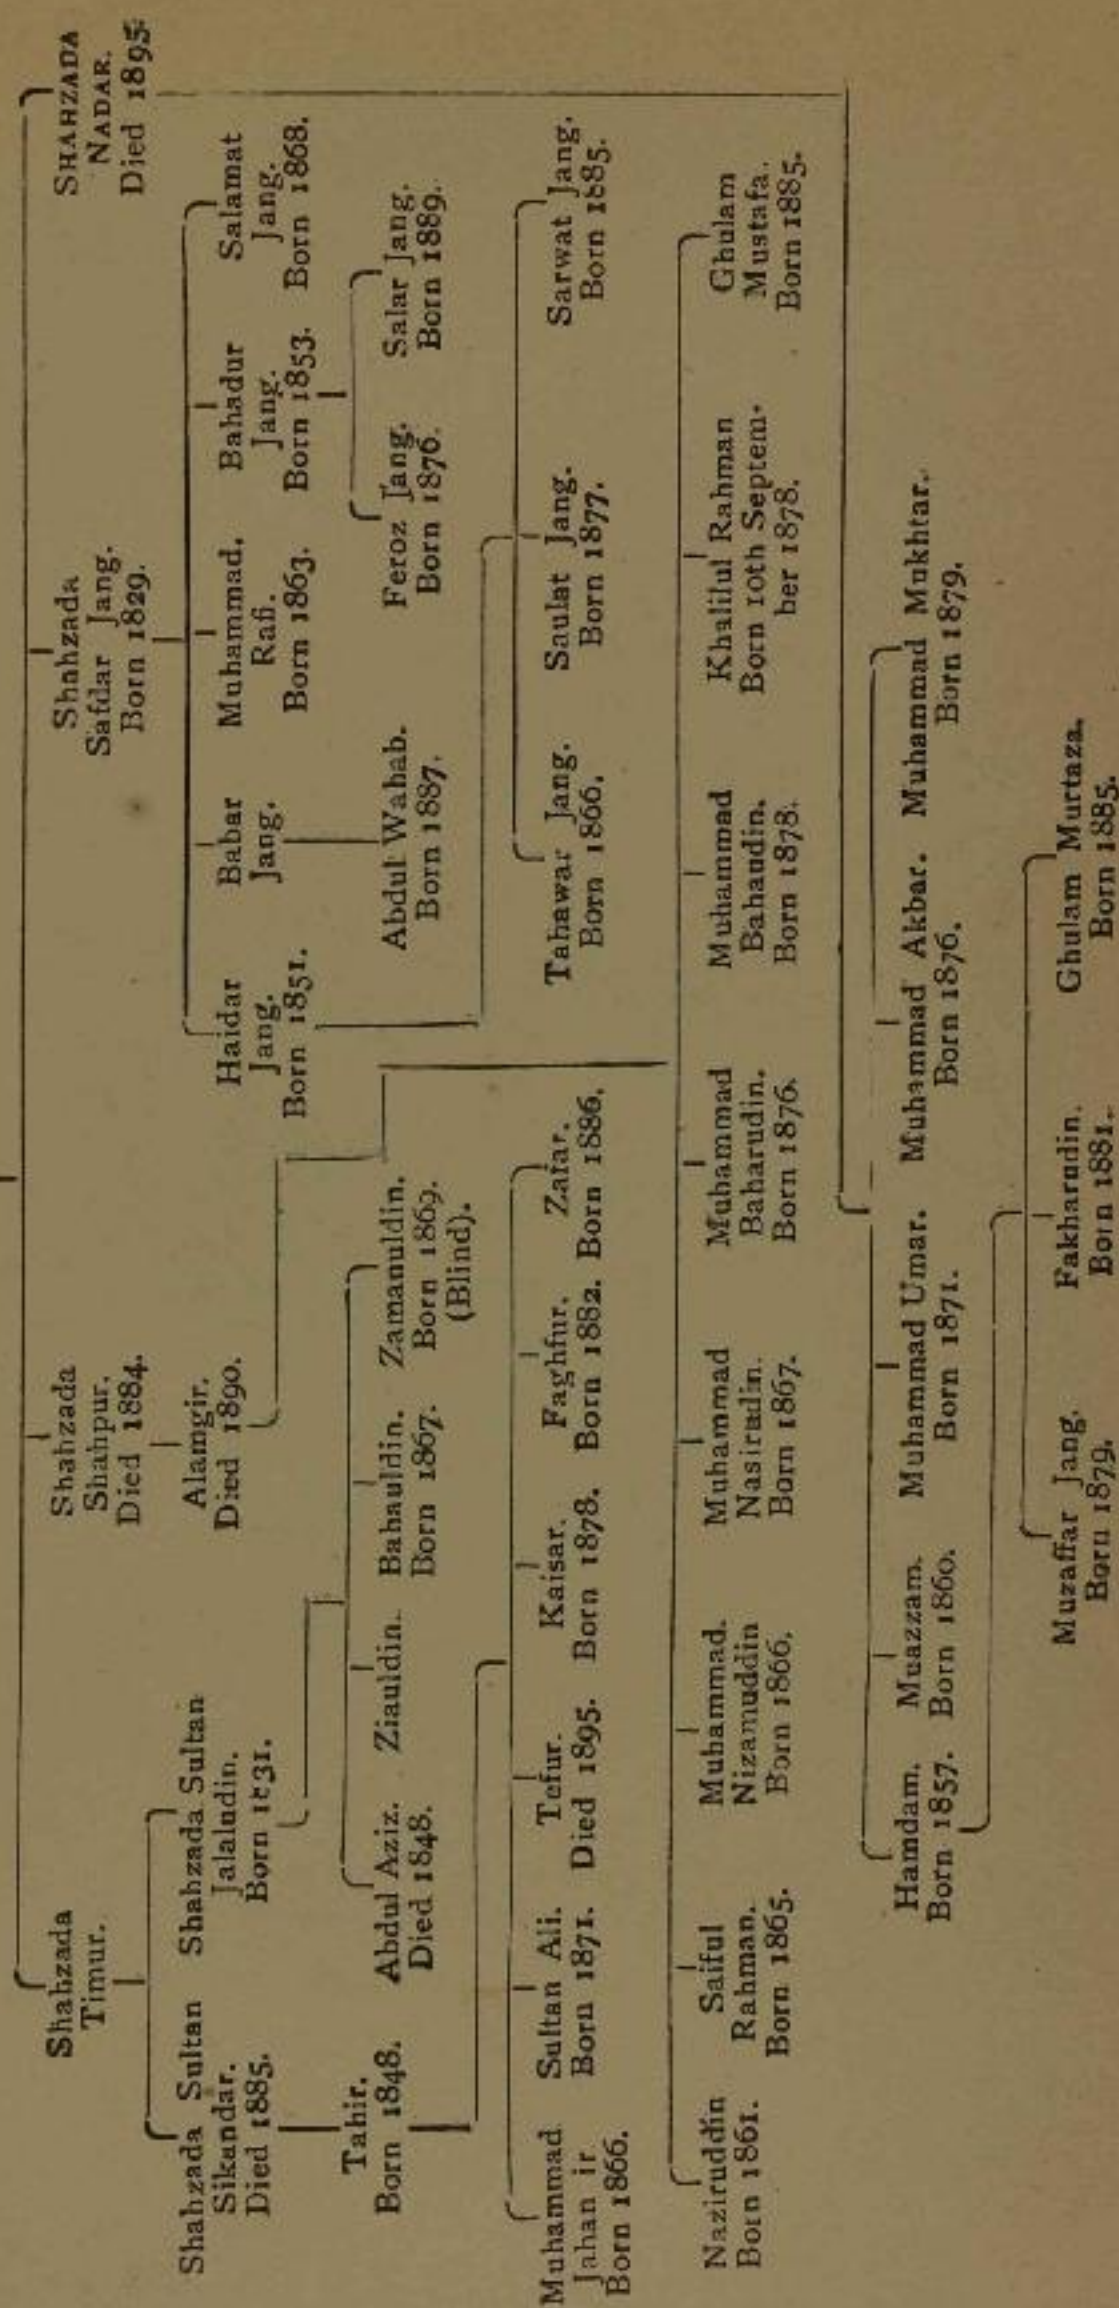 Shahzada
Timur.
Shahzada
Shahpur.
Died 1884.
Shahzada
Safdar Jang.
Born 1829.
SHAHZADA
NADAR.
Died 1895.
Shahzada Sultan
Sikandar.
Died 1885.
Shahzada Sultan
Jalaludin.
Born 1831.
Alamgir.
Died 1890.
Haidar
Jang.
Born 1851.
Babar
Jang.
Muhammad.
Rafi.
Born 1863.
Bahadur
Jang.
Born 1853.
Salamat
Jang.
Born 1868.
Tahir.
Born 1848.
Abdul Aziz.
Died 1848.
Ziauldin.
Bahauldin.
Born 1867.
Zamanuldin.
Born 1869.
(Blind).
Abdul Wahab.
Born 1887.
Feroz Jang.
Born 1876.
Salar Jang.
Born 1889.
Muhammad
Jahan ir
Born 1866.
Sultan Ali.
Born 1871.
Tefur.
Died 1895.
Kaisar.
Born 1878.
Faghfur.
Born 1882.
Zafar.
Born 1886.
Tahawar Jang.
Born 1866.
Saulat Jang.
Born 1877.
Sarwat Jang.
Born 1885.
Naziruddin
Born 1861.
Saiful
Rahman.
Born 1865.
Muhammad.
Nizamuddin
Born 1866.
Muhammad
Nasirudin.
Born 1867.
Muhammad
Baharudin.
Born 1876.
Muhammad
Bahaudin.
Born 1878.
Khalilul Rahman
Born 10th Septem-
ber 1878.
Ghulam
Mustafa.
Born 1885.
Hamdam.
Born 1857.
Muazzam.
Born 1860.
Muhammad Umar.
Born 1871.
Muhammad Akbar.
Born 1876.
Muhammad Mukhtar.
Born 1879.
Muzaffar Jang.
Born 1879.
Fakharudin.
Born 1881.
Ghulam Murtaza.
Born 1885.